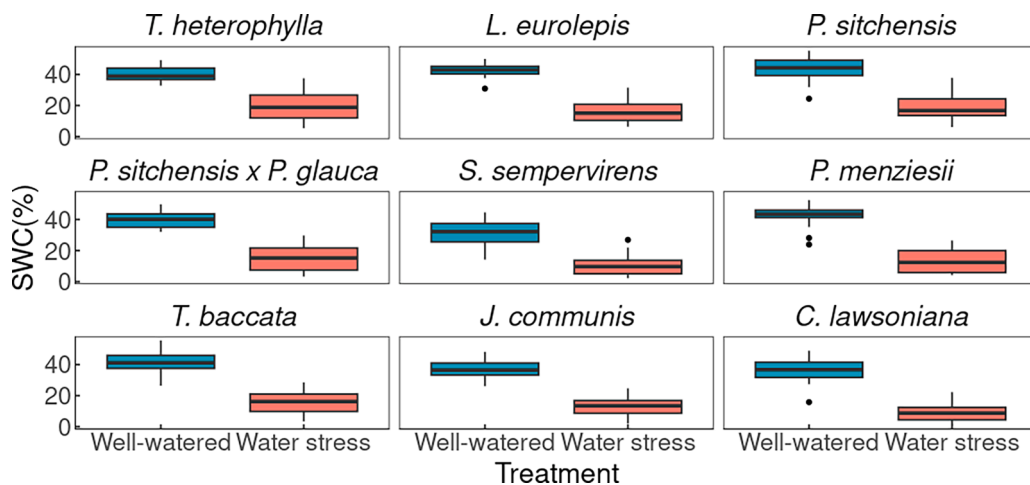 T. heterophylla
L. eurolepis
P. sitchensis
40
20
0
P. sitchensis x P. glauca
S. sempervirens
P. menziesii
SWC(%)
40
20
0
T. baccata
J. communis
C. lawsoniana
40
20
0
Well-watered Water stress
Well-watered Water stress
Well-watered Water stress
Treatment